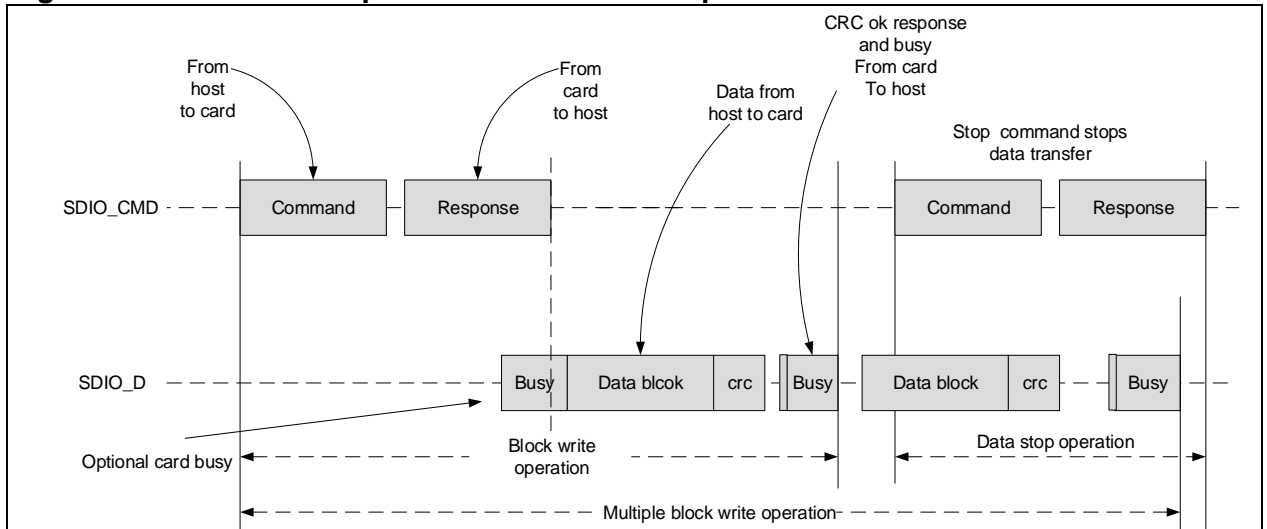 CRC ok response
and busy
From card
To host
From
host
to card
From
card
to host
Data from
host to card
Stop command stops
data transfer
SDIO_CMD
Command
Response
Command
Response
SDIO_D
Busy
Data blcok
crc
Busy
Data block
crc
Busy
Optional card busy
Block write
operation
Data stop operation
Multiple block write operation